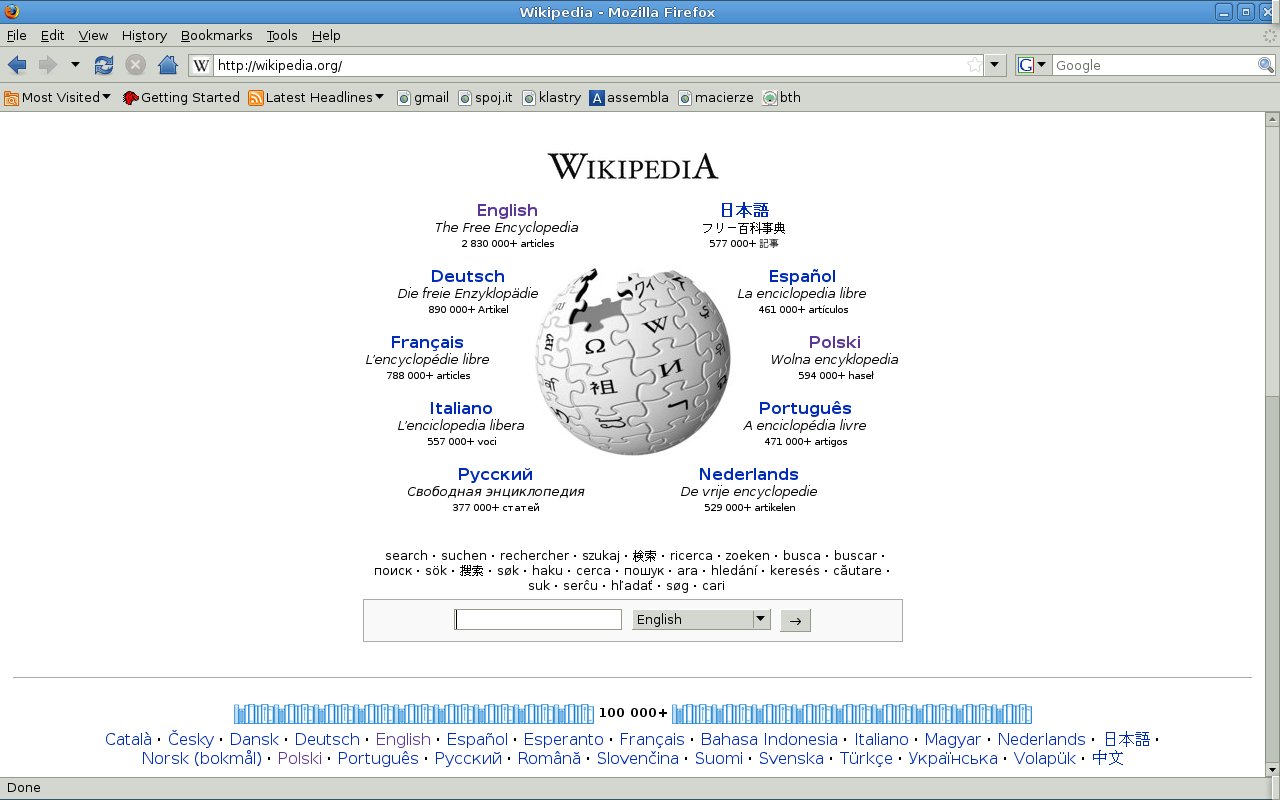 Wikipedia - Mozilla Firefox
File Edit View History Bookmarks Tools Help
W http://wikipedia.org/ G Google
Most Visited Getting Started Latest Headlines gmail spoj.it klastry A assembla macierze bth
WIKIPEDIA
English 日本語
The Free Encyclopedia フリー百科事典
2 830 000+ articles 577 000+ 記事
Deutsch Español
Die freie Enzyklopädie La enciclopedia libre
890 000+ Artikel 461 000+ artículos
Français Polski
L'encyclopédie libre Wolna encyklopedia
788 000+ articles 594 000+ haseł
Italiano Português
L'enciclopedia libera A enciclopédia livre
557 000+ voci 471 000+ artigos
Русский Nederlands
Свободная энциклопедия De vrije encyclopedie
377 000+ статей 529 000+ artikelen
Ω W И 祖 ワィ
search · suchen · rechercher · szukaj · 検索 · ricerca · zoeken · busca · buscar ·
поиск · sök · 搜索 · søk · haku · cerca · пошук · ara · hledání · keresés · căutare ·
suk · serĉu · hľadať · søg · cari
English →
100 000+
Català · Česky · Dansk · Deutsch · English · Español · Esperanto · Français · Bahasa Indonesia · Italiano · Magyar · Nederlands · 日本語 ·
Norsk (bokmål) · Polski · Português · Русский · Română · Slovenčina · Suomi · Svenska · Türkçe · Українська · Volapük · 中文
Done